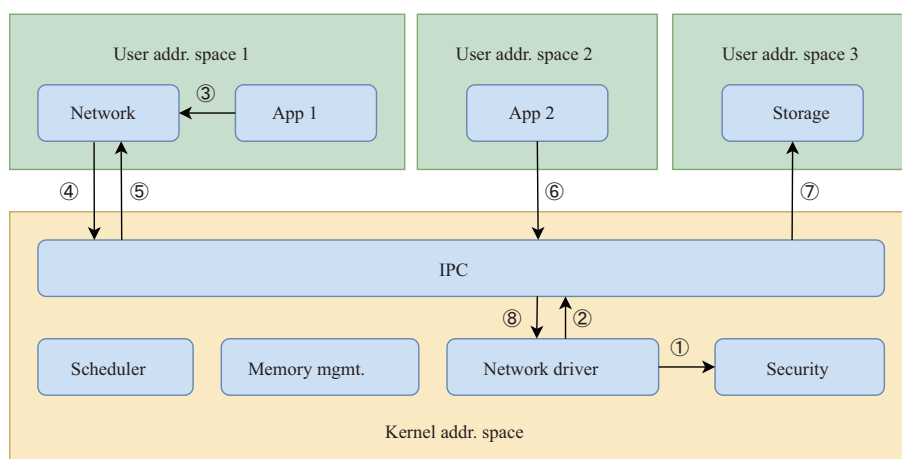 User addr. space 1
User addr. space 2
User addr. space 3
Network
③
App 1
App 2
Storage
④
⑤
⑥
⑦
IPC
⑧
②
Scheduler
Memory mgmt.
Network driver
①
Security
Kernel addr. space